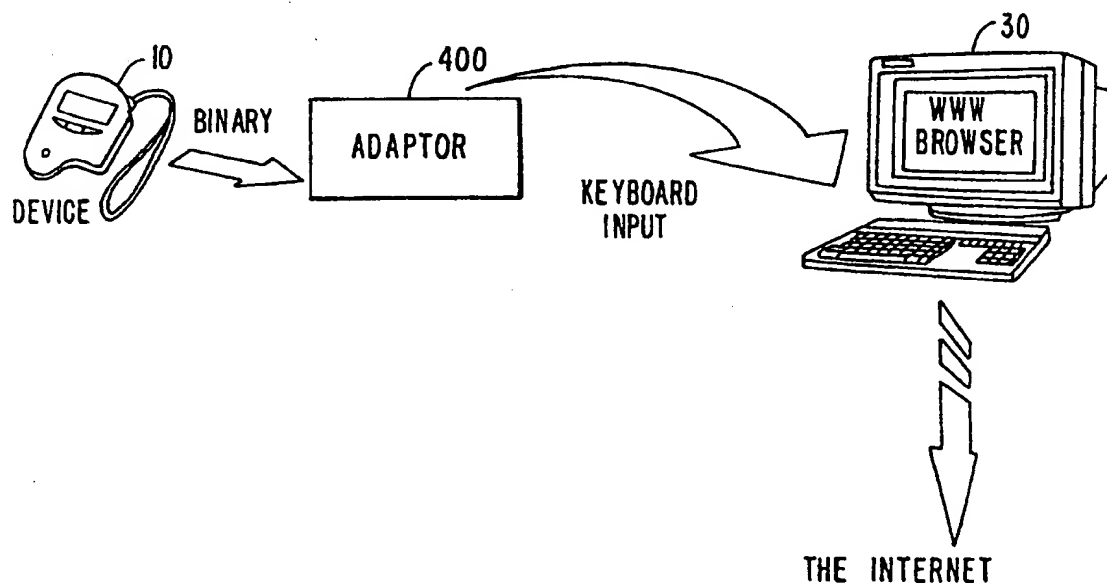 10
400
30
BINARY
ADAPTOR
WWW
BROWSER
DEVICE
KEYBOARD
INPUT
THE INTERNET